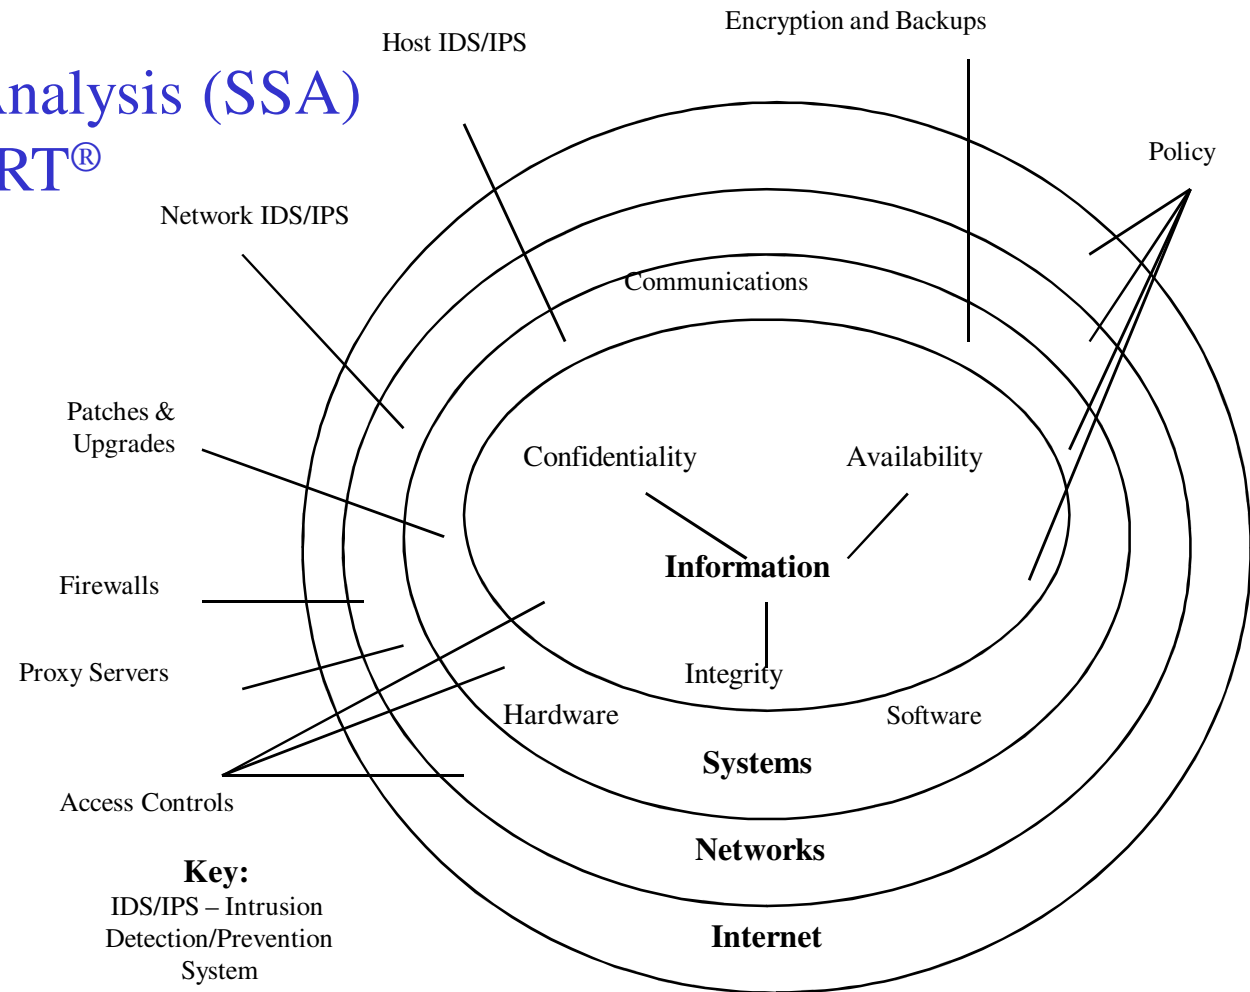 Encryption and Backups
Host IDS/IPS
Analysis (SSA)
RT®
Policy
Network IDS/IPS
Communications
Patches &
Upgrades
Confidentiality
Availability
Information
Firewalls
Proxy Servers
Integrity
Hardware
Software
Systems
Access Controls
Networks
Key:
IDS/IPS – Intrusion
Detection/Prevention
System
Internet